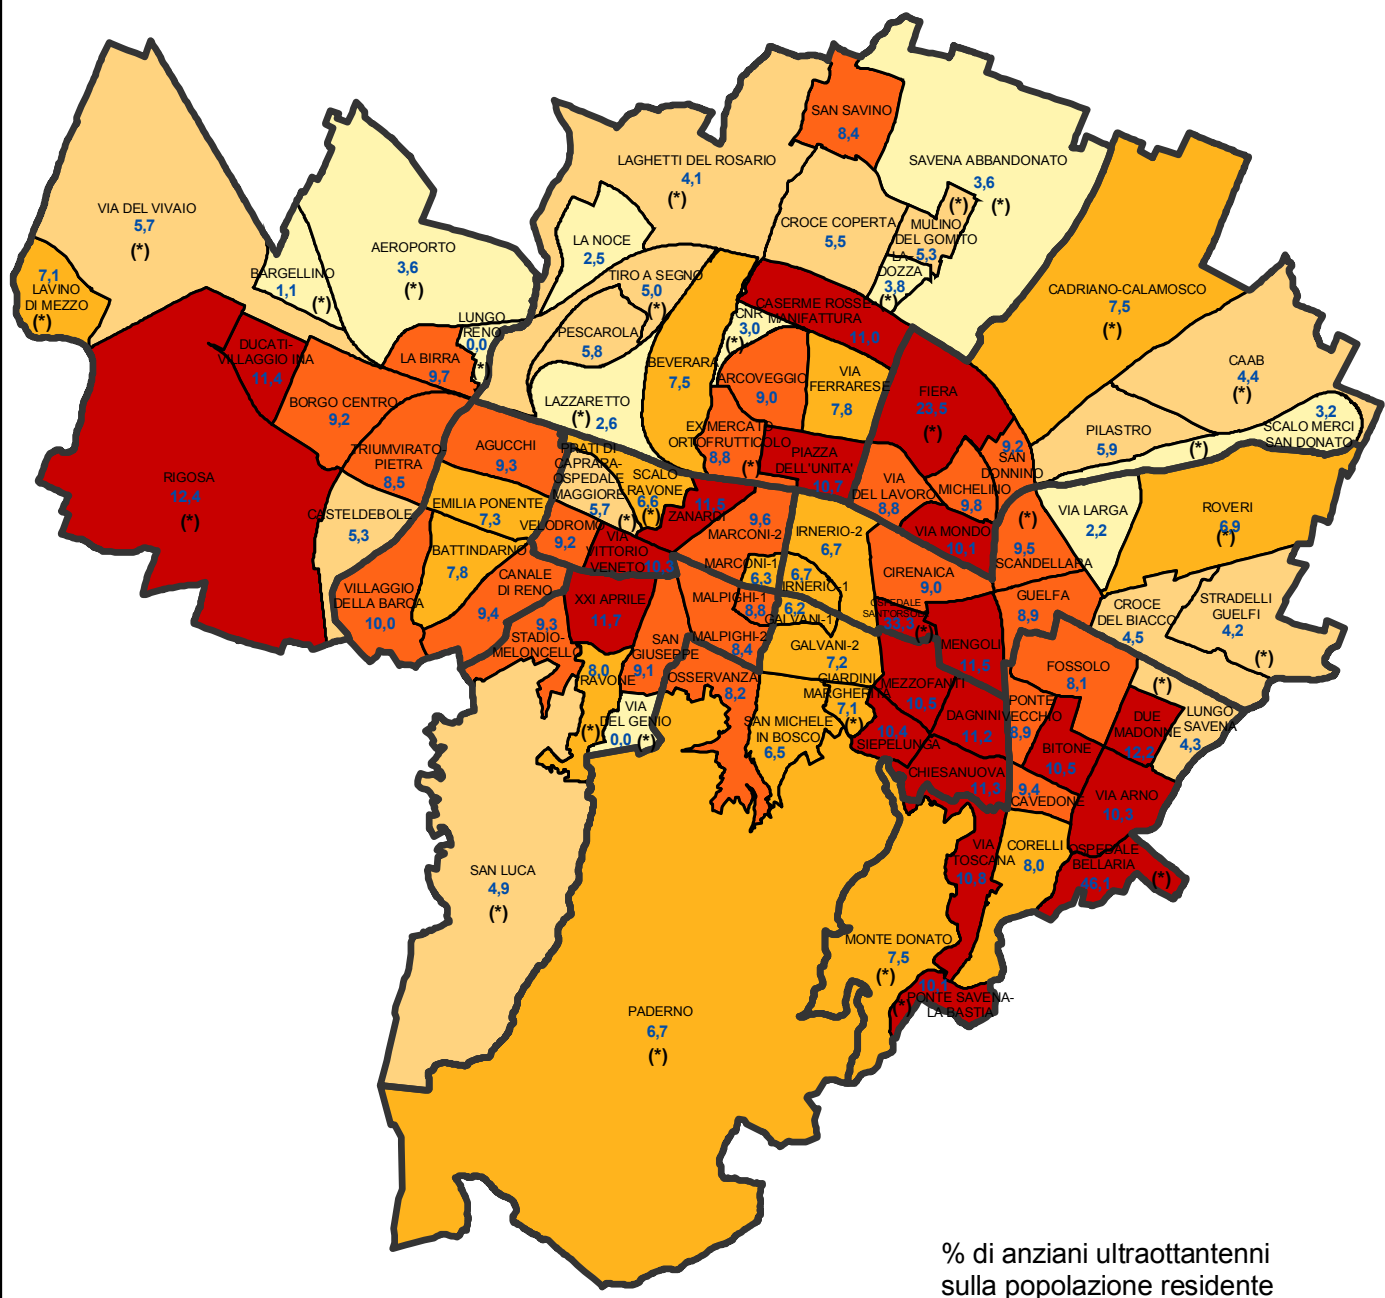 SAN SAVINO
8,4
LAGHETTI DEL ROSARIO
4,1
(*)
SAVENA ABBANDONATO
3,6
(*)
VIA DEL VIVAIO
5,7
(*)
CROCE COPERTA
5,5
(*)
MULINO
DEL GOMITO
5,3
LA
DOZZA
3,8
(*)
LA NOCE
2,5
AEROPORTO
3,6
(*)
BARGELLINO
1,1
(*)
7,1
LAVINO
DI MEZZO
(*)
TIRO A SEGNO
5,0
(*)
CADRIANO-CALAMOSCO
7,5
(*)
CASERME ROSSE-
MANIFATTURA
11,0
CNR
3,0
(*)
LUNGO
RENO
0,0
(*)
PESCAROLA
5,8
DUCATI-
VILLAGGIO INA
11,4
LA BIRRA
9,7
BEVERARA
7,5
ARCOVEGGIO
9,0
VIA
FERRARESE
7,8
FIERA
23,5
(*)
CAAB
4,4
(*)
BORGO CENTRO
9,2
LAZZARETTO
(*)
2,6
3,2
SCALO MERCI
SAN DONATO
(*)
PILASTRO
5,9
EX MERCATO
ORTOFRUTTICOLO
8,8
(*)
PIAZZA
DELL'UNITA'
10,7
9,2
SAN
DONNINO
TRIUMVIRATO-
PIETRA
8,5
AGUCCHI
9,3
PRATI DI
CAPRARA-
OSPEDALE
MAGGIORE
5,7
(*)
SCALO
RAVONE
6,6
(*)
RIGOSA
12,4
(*)
VIA
DEL LAVORO
8,8
MICHELINO
9,8
VIA LARGA
2,2
ROVERI
6,9
(*)
CASTELDEBOLE
5,3
EMILIA PONENTE
7,3
ZANARDI
9,6
MARCONI-2
IRNERIO-2
6,7
VIA MONDO
10,1
(*)
9,5
SCANDELLARA
VELODROMO
9,2
VIA
VITTORIO
VENETO
10,3
BATTINDARNO
7,8
MARCONI-1
6,3
6,7
IRNERIO-1
CIRENAICA
9,0
CANALE
DI RENO
9,4
VILLAGGIO
DELLA BARCA
10,0
XXI APRILE
11,7
MALPIGHI-1
8,8
6,2
GALVANI-1
OSPEDALE
SANT'ORSOLA
(*)
GUELFA
8,9
CROCE
DEL BIACCO
4,5
STRADELLI
GUELFI
4,2
(*)
9,3
STADIO-
MELONCELLO
SAN
GIUSEPPE
9,1
MALPIGHI-2
8,4
GALVANI-2
7,2
MENGOLI
11,5
FOSSOLO
8,1
(*)
8,0
RAVONE
(*)
OSSERVANZA
8,2
GIARDINI
MARGHERITA
7,1
(*)
MEZZOFANTI
10,5
VIA
DEL GENIO
0,0
(*)
SAN MICHELE
IN BOSCO
6,5
10,4
SIEPELUNGA
DAGNINI
11,2
PONTE
VECCHIO
8,9
BITONE
DUE
MADONNE
12,2
LUNGO
SAVENA
4,3
CHIESANUOVA
11,3
9,4
CAVEDONE
VIA ARNO
10,3
VIA
TOSCANA
10,8
CORELLI
8,0
OSPEDALE
BELLARIA
46,1
(*)
SAN LUCA
4,9
(*)
MONTE DONATO
7,5
(*)
10,1
PONTE SAVENA-
LA BASTIA
(*)
PADERNO
6,7
(*)
% di anziani ultraottantenni
sulla popolazione residente